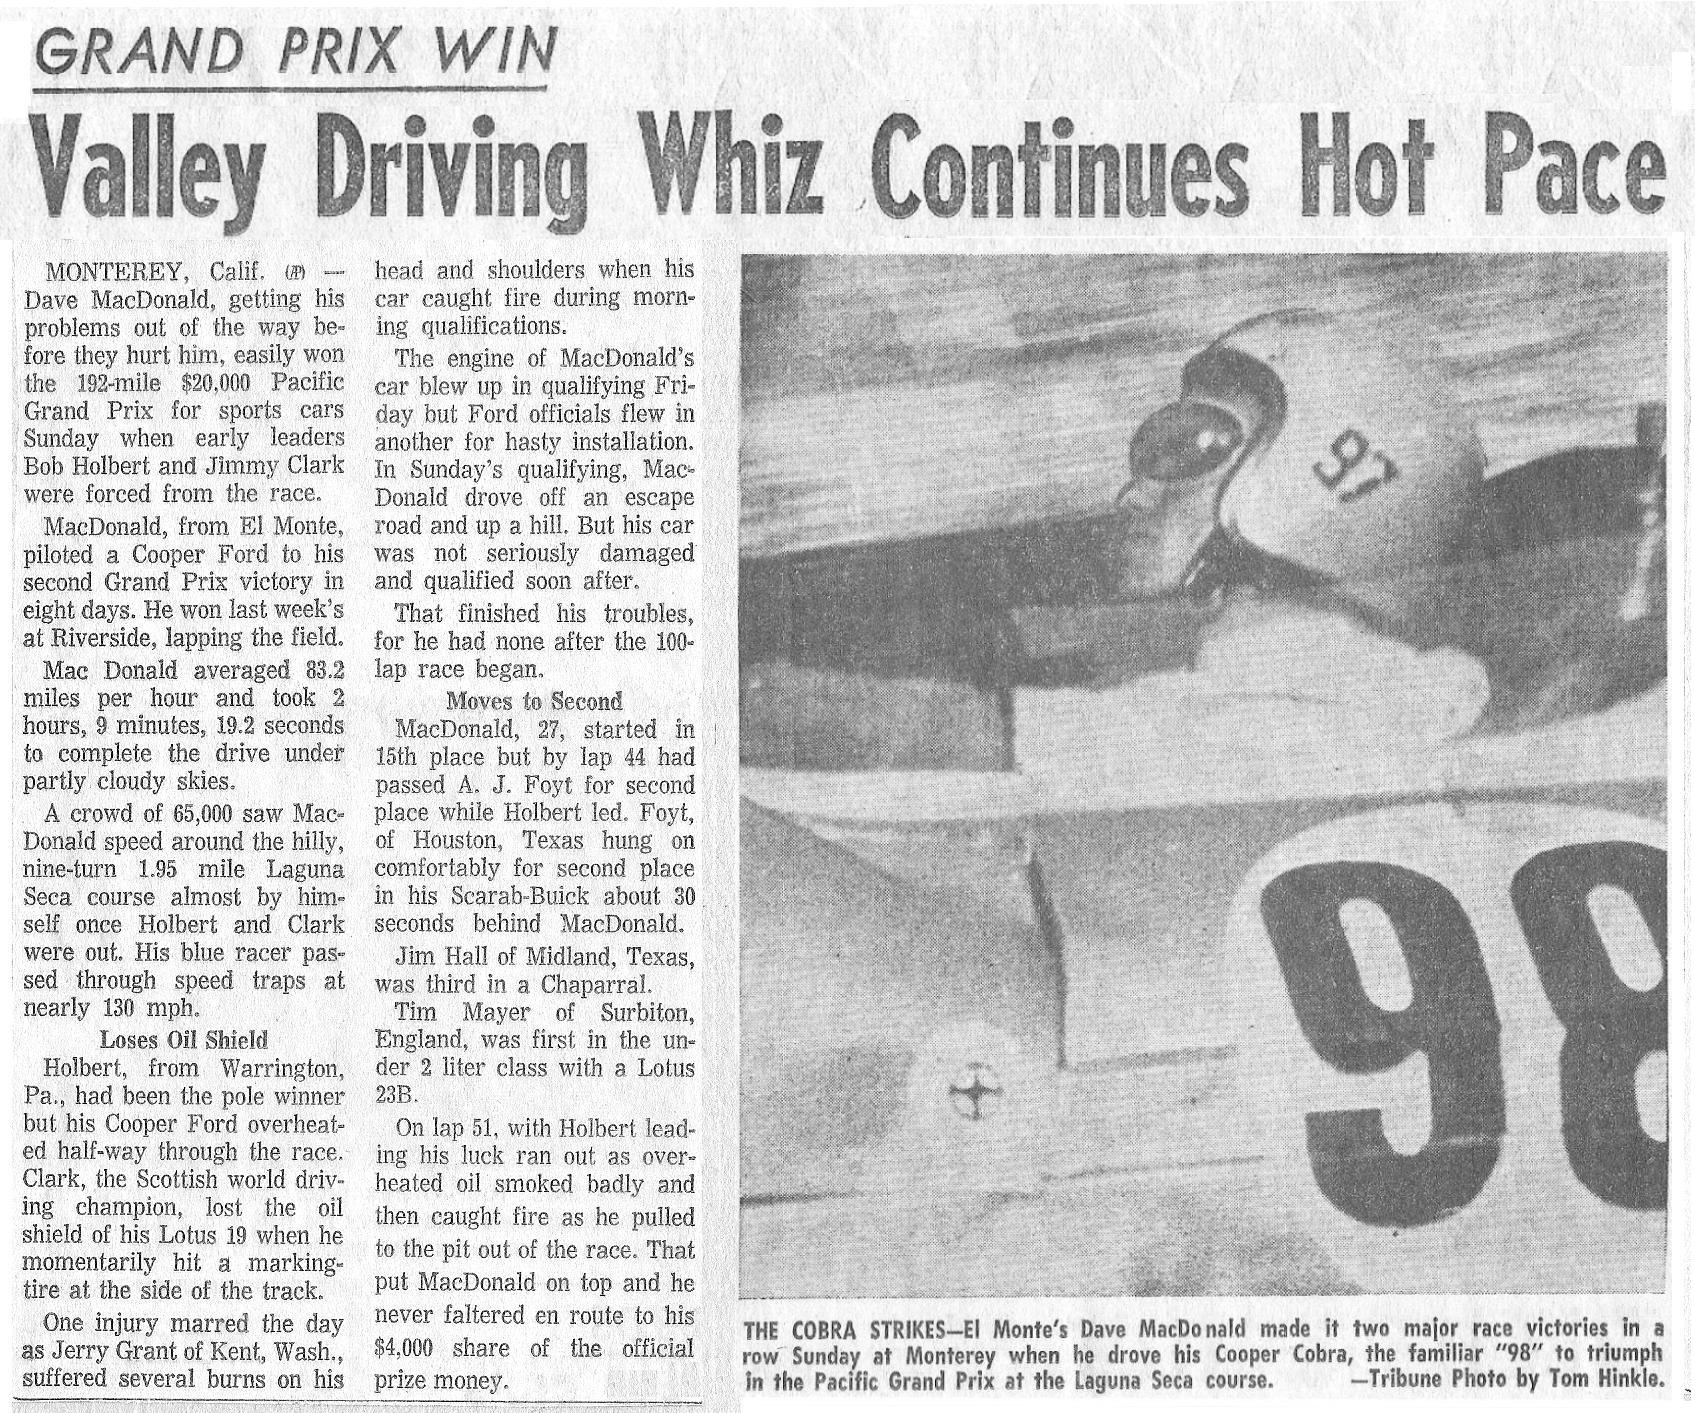 GRAND PRIX WIN
Valley Driving Whiz Continues Hot Pace
MONTEREY, Calif. (AP) —
Dave MacDonald, getting his
problems out of the way be-
fore they hurt him, easily won
the 192-mile $20,000 Pacific
Grand Prix for sports cars
Sunday when early leaders
Bob Holbert and Jimmy Clark
were forced from the race.
MacDonald, from El Monte,
piloted a Cooper Ford to his
second Grand Prix victory in
eight days. He won last week's
at Riverside, lapping the field.
Mac Donald averaged 83.2
miles per hour and took 2
hours, 9 minutes, 19.2 seconds
to complete the drive under
partly cloudy skies.
A crowd of 65,000 saw Mac-
Donald speed around the hilly,
nine-turn 1.95 mile Laguna
Seca course almost by him-
self once Holbert and Clark
were out. His blue racer pas-
sed through speed traps at
nearly 130 mph.
Loses Oil Shield
Holbert, from Warrington,
Pa., had been the pole winner
but his Cooper Ford overheat-
ed half-way through the race.
Clark, the Scottish world driv-
ing champion, lost the oil
shield of his Lotus 19 when he
momentarily hit a marking-
tire at the side of the track.
One injury marred the day
as Jerry Grant of Kent, Wash.,
suffered several burns on his
head and shoulders when his
car caught fire during morn-
ing qualifications.
The engine of MacDonald's
car blew up in qualifying Fri-
day but Ford officials flew in
another for hasty installation.
In Sunday's qualifying, Mac-
Donald drove off an escape
road and up a hill. But his car
was not seriously damaged
and qualified soon after.
That finished his troubles,
for he had none after the 100-
lap race began.
Moves to Second
MacDonald, 27, started in
15th place but by lap 44 had
passed A. J. Foyt for second
place while Holbert led. Foyt,
of Houston, Texas hung on
comfortably for second place
in his Scarab-Buick about 30
seconds behind MacDonald.
Jim Hall of Midland, Texas,
was third in a Chaparral.
Tim Mayer of Surbiton,
England, was first in the un-
der 2 liter class with a Lotus
23B.
On lap 51, with Holbert lead-
ing his luck ran out as over-
heated oil smoked badly and
then caught fire as he pulled
to the pit out of the race. That
put MacDonald on top and he
never faltered en route to his
$4,000 share of the official
prize money.
97
98
THE COBRA STRIKES—El Monte's Dave MacDonald made it two major race victories in a
row Sunday at Monterey when he drove his Cooper Cobra, the familiar "98" to triumph
in the Pacific Grand Prix at the Laguna Seca course. —Tribune Photo by Tom Hinkle.